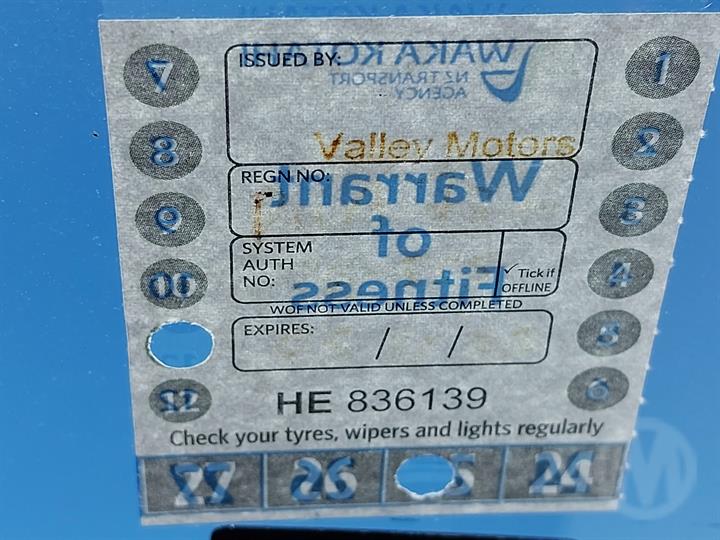 ISSUED BY:
WAKA KOTAHI
NZ TRANSPORT
AGENCY
Valley Motors
REGN NO:
Warrant
of
Fitness
SYSTEM
AUTH
NO:
✓ Tick if
OFFLINE
WOF NOT VALID UNLESS COMPLETED
EXPIRES: / /
HE 836139
Check your tyres, wipers and lights regularly
7 1
8 2
9 3
10 4
5
12 6
27 26 24
M